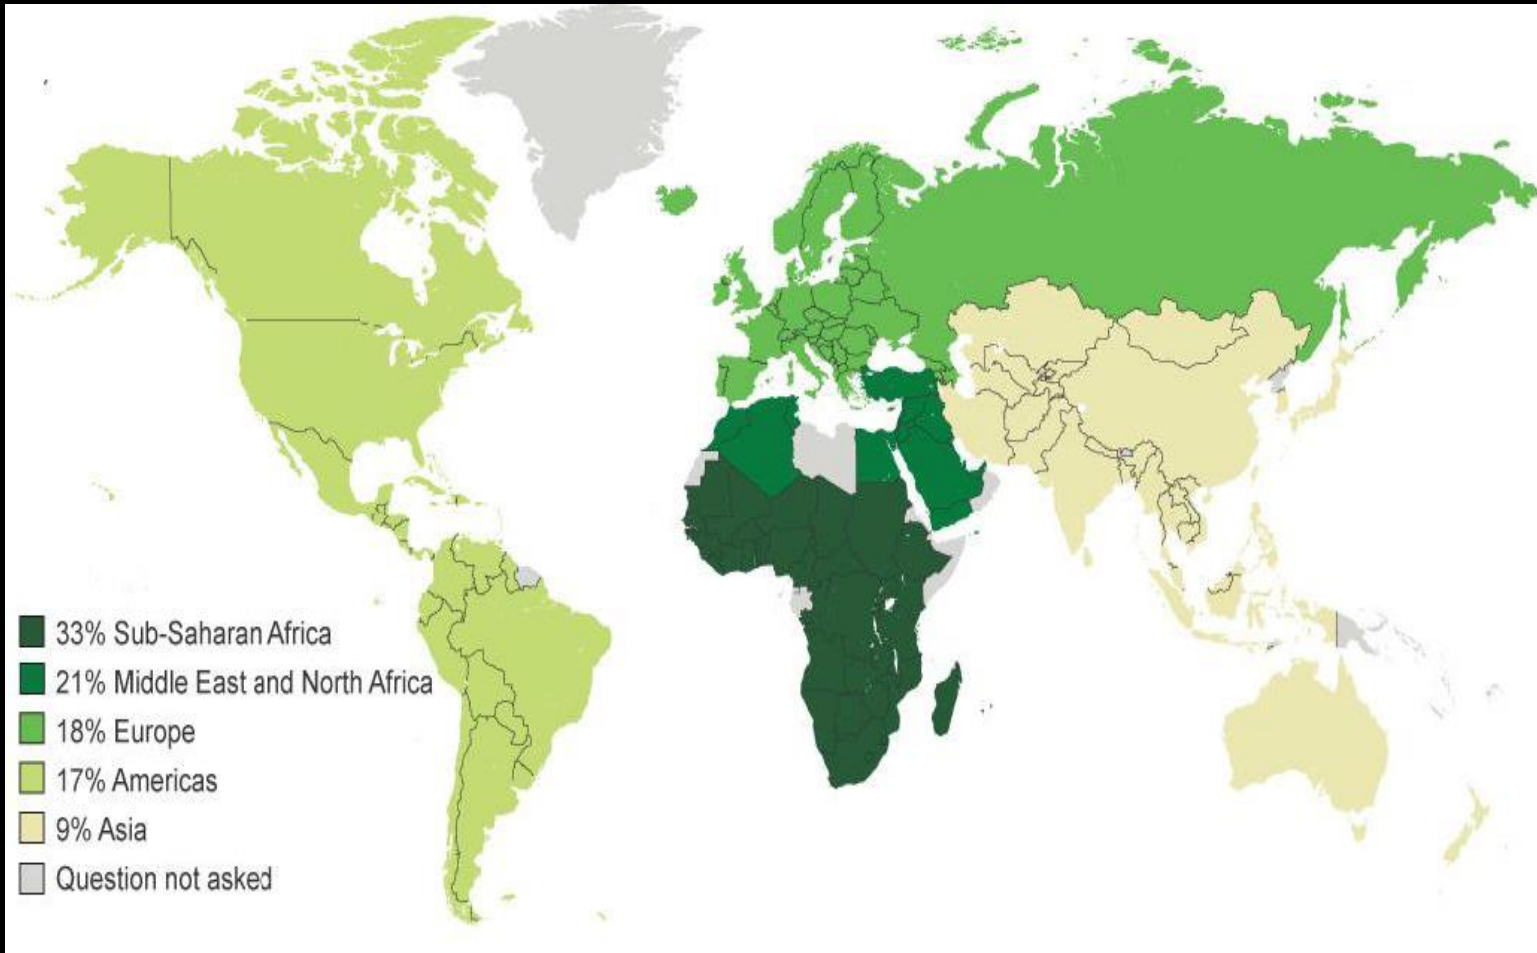 33% Sub-Saharan Africa
21% Middle East and North Africa
18% Europe
17% Americas
9% Asia
Question not asked